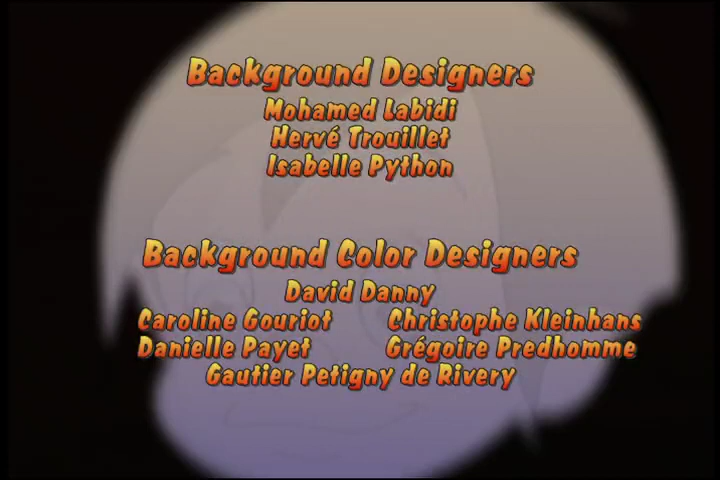 Background Designers
Mohamed Labidi
Hervé Trouillet
Isabelle Python
Background Color Designers
David Danny
Caroline Gouriot Christophe Kleinhans
Danielle Payet Grégoire Predhomme
Gautier Petigny de Rivery